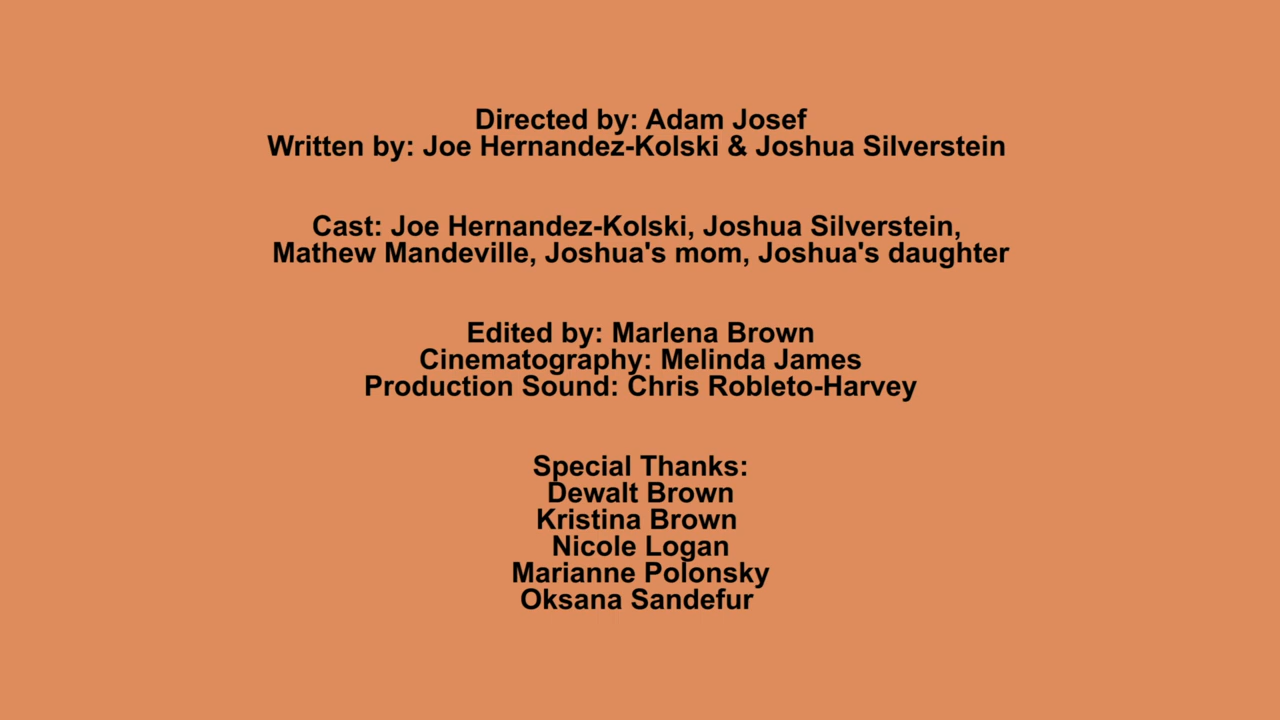 Directed by: Adam Josef
Written by: Joe Hernandez-Kolski & Joshua Silverstein
Cast: Joe Hernandez-Kolski, Joshua Silverstein,
Mathew Mandeville, Joshua's mom, Joshua's daughter
Edited by: Marlena Brown
Cinematography: Melinda James
Production Sound: Chris Robleto-Harvey
Special Thanks:
Dewalt Brown
Kristina Brown
Nicole Logan
Marianne Polonsky
Oksana Sandefur